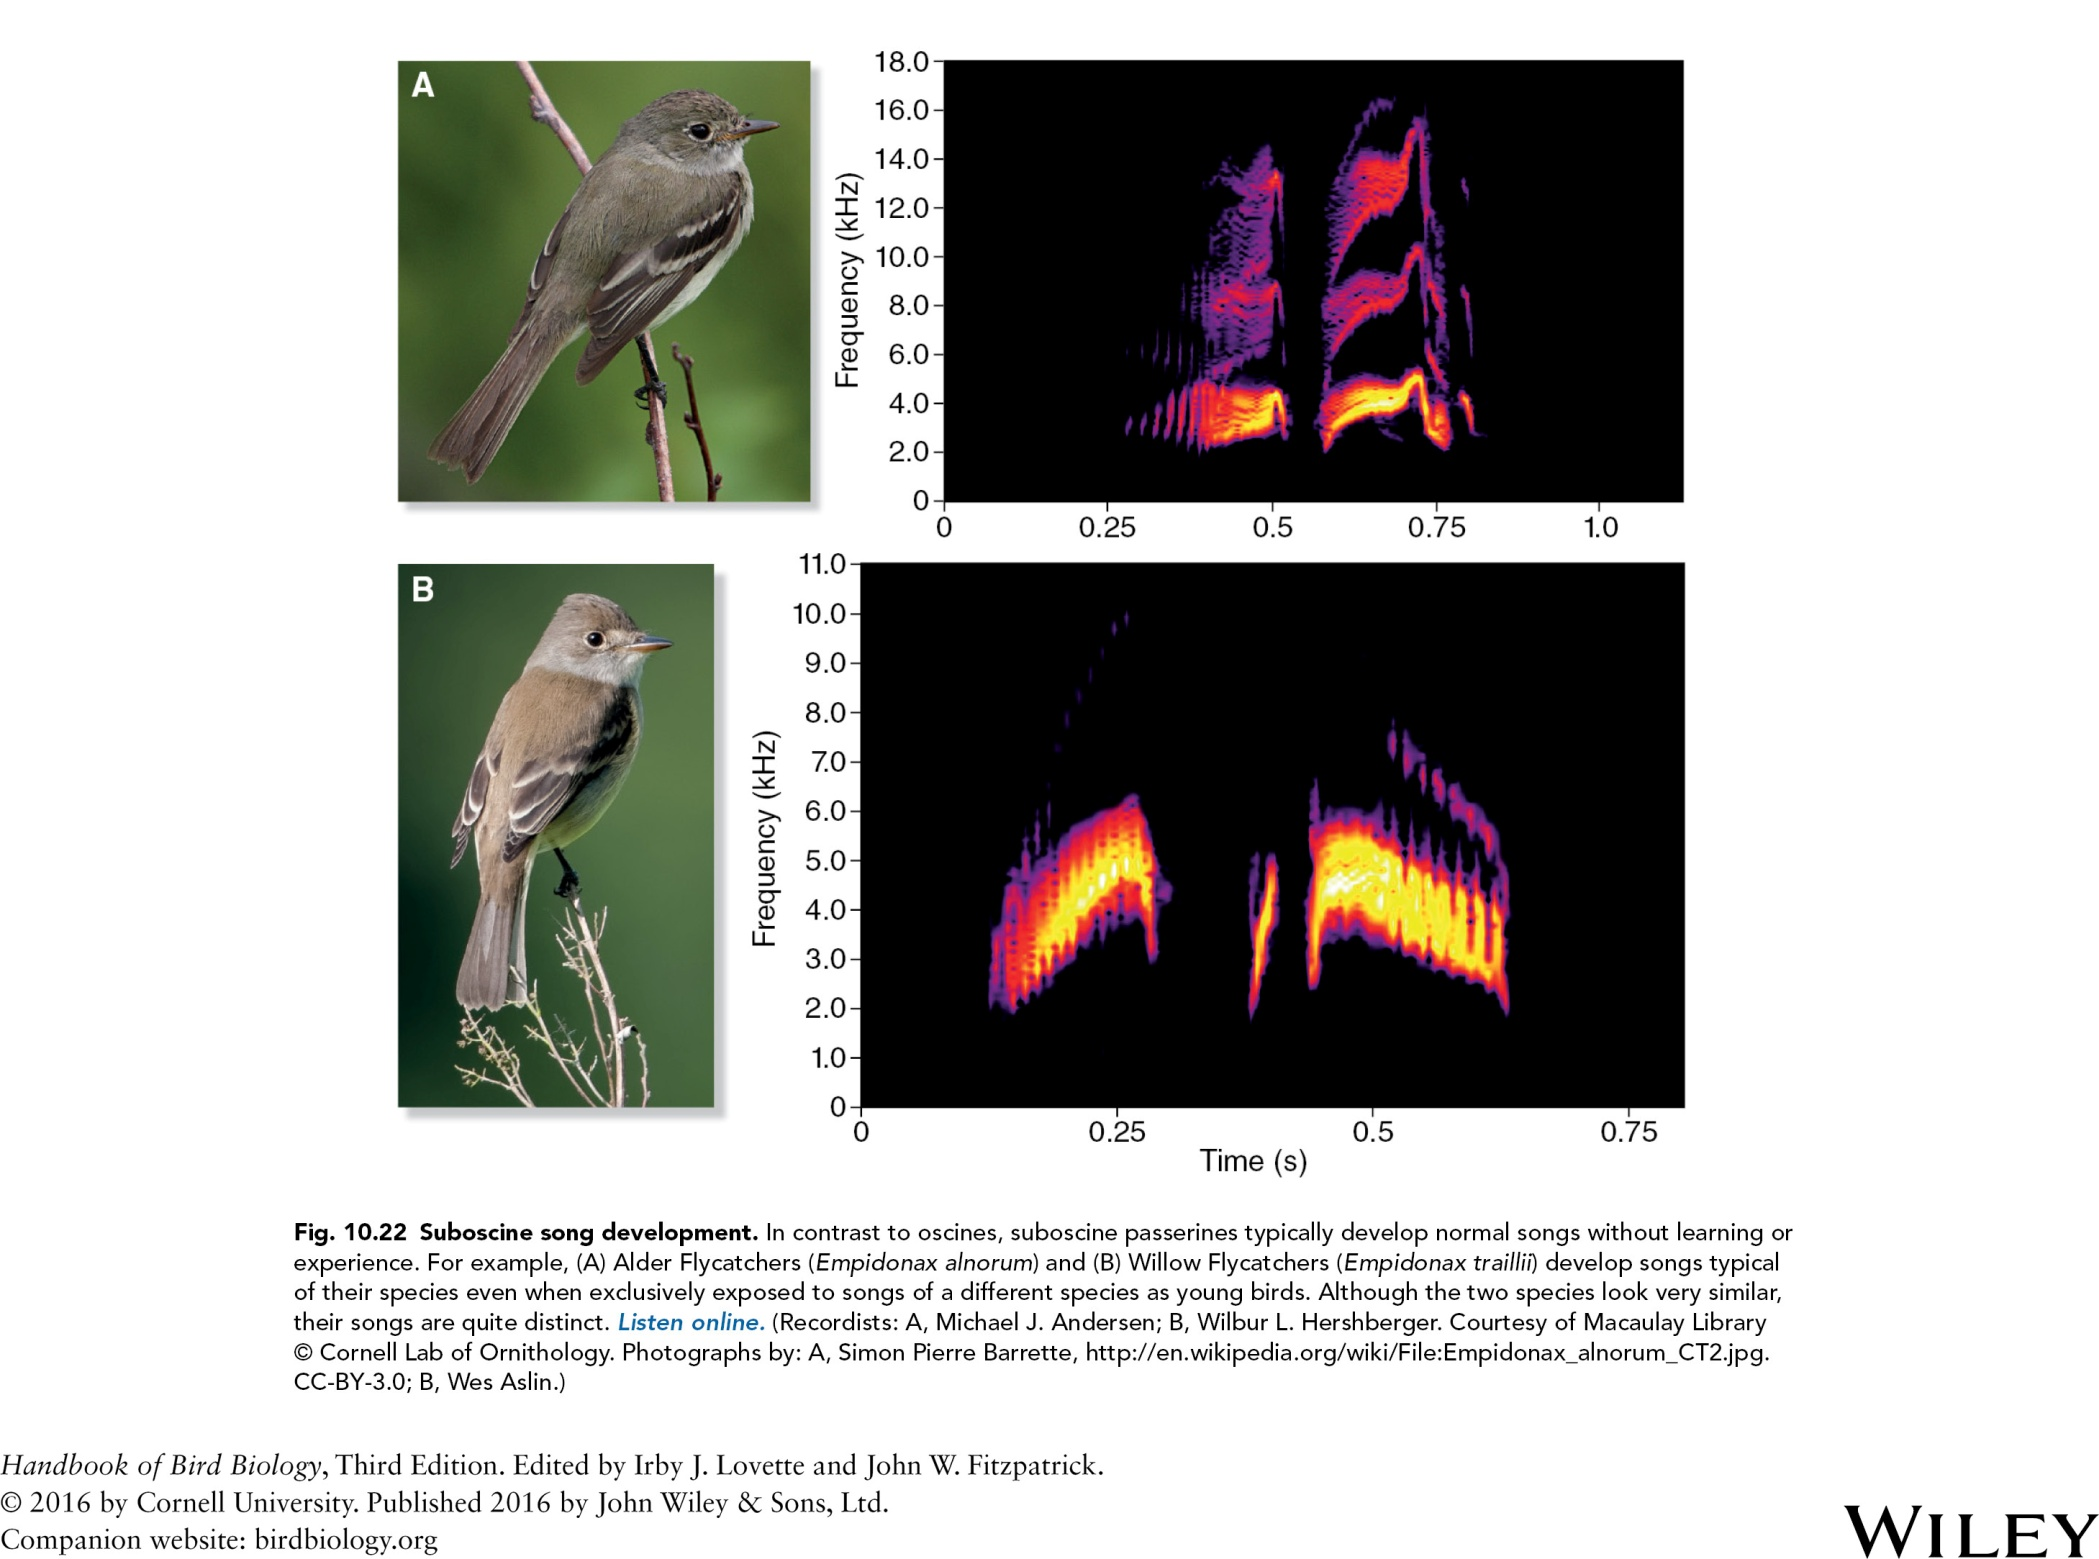 A
Frequency (kHz)
18.0
16.0
14.0
12.0
10.0
8.0
6.0
4.0
2.0
0
0 0.25 0.5 0.75 1.0
B
Frequency (kHz)
11.0
10.0
9.0
8.0
7.0
6.0
5.0
4.0
3.0
2.0
1.0
0
0 0.25 0.5 0.75
Time (s)
Fig. 10.22 Suboscine song development. In contrast to oscines, suboscine passerines typically develop normal songs without learning or
experience. For example, (A) Alder Flycatchers (Empidonax alnorum) and (B) Willow Flycatchers (Empidonax traillii) develop songs typical
of their species even when exclusively exposed to songs of a different species as young birds. Although the two species look very similar,
their songs are quite distinct. Listen online. (Recordists: A, Michael J. Andersen; B, Wilbur L. Hershberger. Courtesy of Macaulay Library
© Cornell Lab of Ornithology. Photographs by: A, Simon Pierre Barrette, http://en.wikipedia.org/wiki/File:Empidonax_alnorum_CT2.jpg.
CC-BY-3.0; B, Wes Aslin.)
Handbook of Bird Biology, Third Edition. Edited by Irby J. Lovette and John W. Fitzpatrick.
© 2016 by Cornell University. Published 2016 by John Wiley & Sons, Ltd.
Companion website: birdbiology.org
WILEY